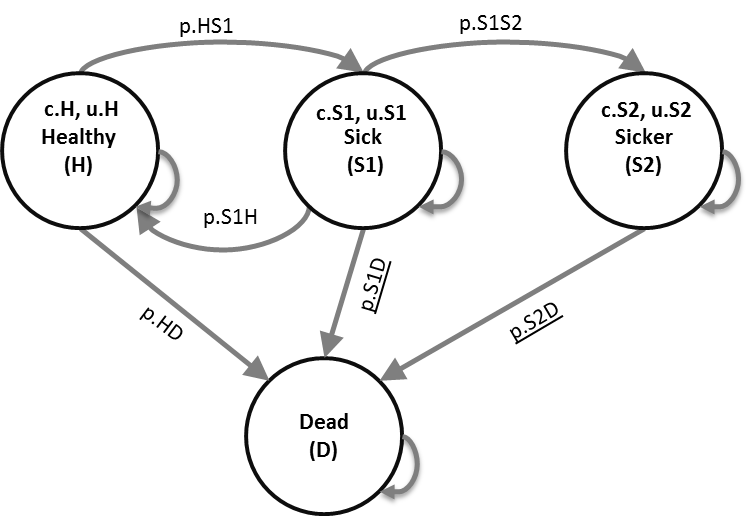 p.HS1
p.S1S2
c.H, u.H
Healthy
(H)
c.S1, u.S1
Sick
(S1)
c.S2, u.S2
Sicker
(S2)
p.S1H
p.HD
p.S1D
p.S2D
Dead
(D)